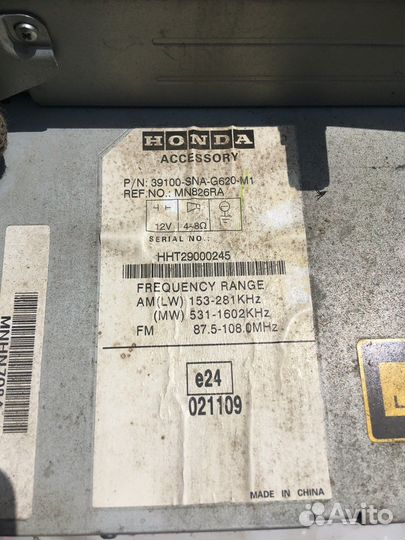 HONDA
ACCESSORY
P/N: 39100-SNA-G620-M1
REF.NO.: MN826RA
12V 4~8Ω
SERIAL NO.:
HHT29000245
FREQUENCY RANGE
AM(LW) 153-281KHz
(MW) 531-1602KHz
FM 87.5-108.0MHz
e24
021109
MADE IN CHINA
L
Avito